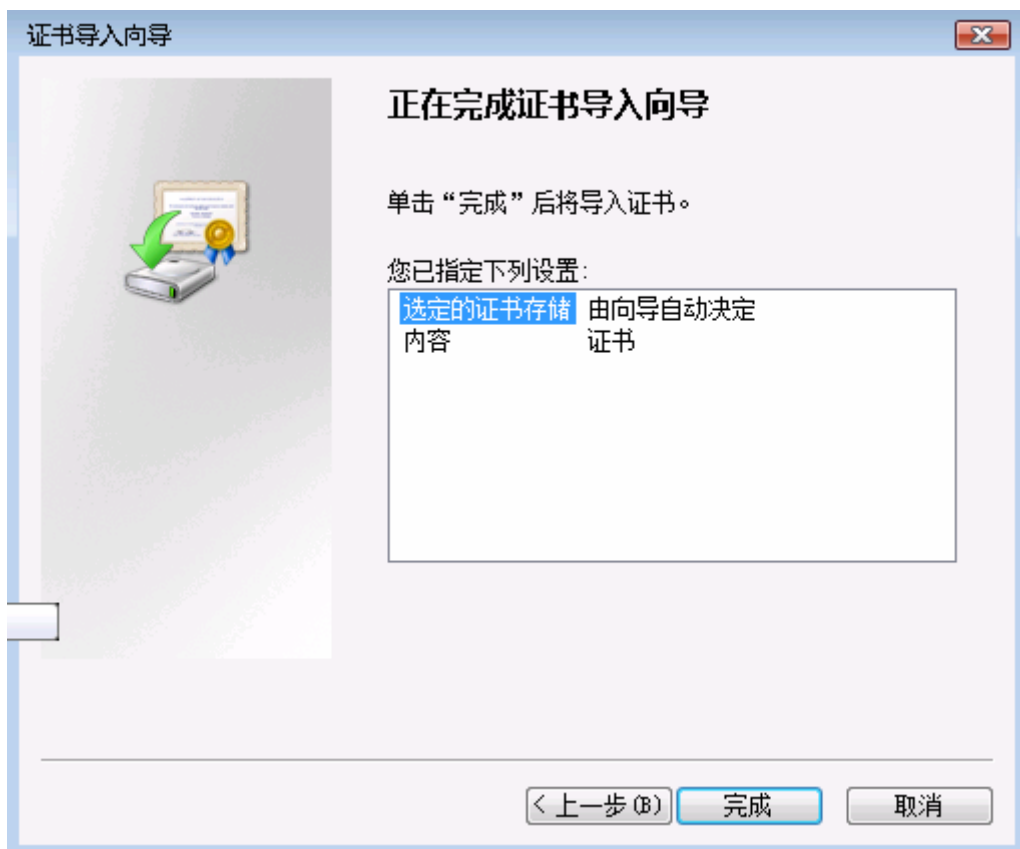 证书导入向导
正在完成证书导入向导
单击“完成”后将导入证书。
您已指定下列设置:
选定的证书存储 由向导自动决定
内容 证书
< 上一步(B) 完成 取消